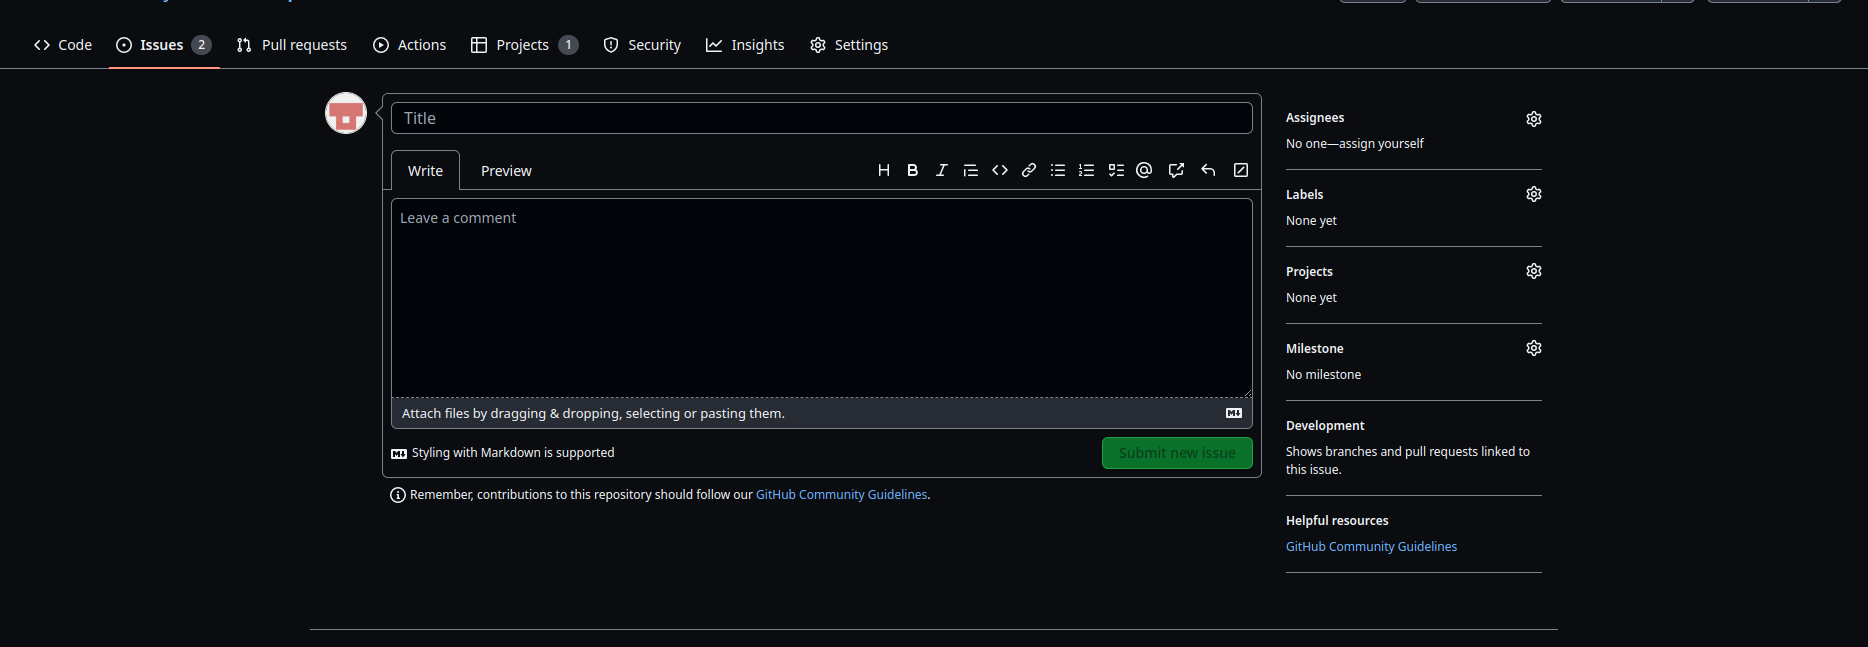 Code Issues 2 Pull requests Actions Projects 1 Security Insights Settings
Title
Write Preview
Leave a comment
Attach files by dragging & dropping, selecting or pasting them.
Styling with Markdown is supported
Submit new issue
Remember, contributions to this repository should follow our GitHub Community Guidelines.
Assignees
No one—assign yourself
Labels
None yet
Projects
None yet
Milestone
No milestone
Development
Shows branches and pull requests linked to
this issue.
Helpful resources
GitHub Community Guidelines